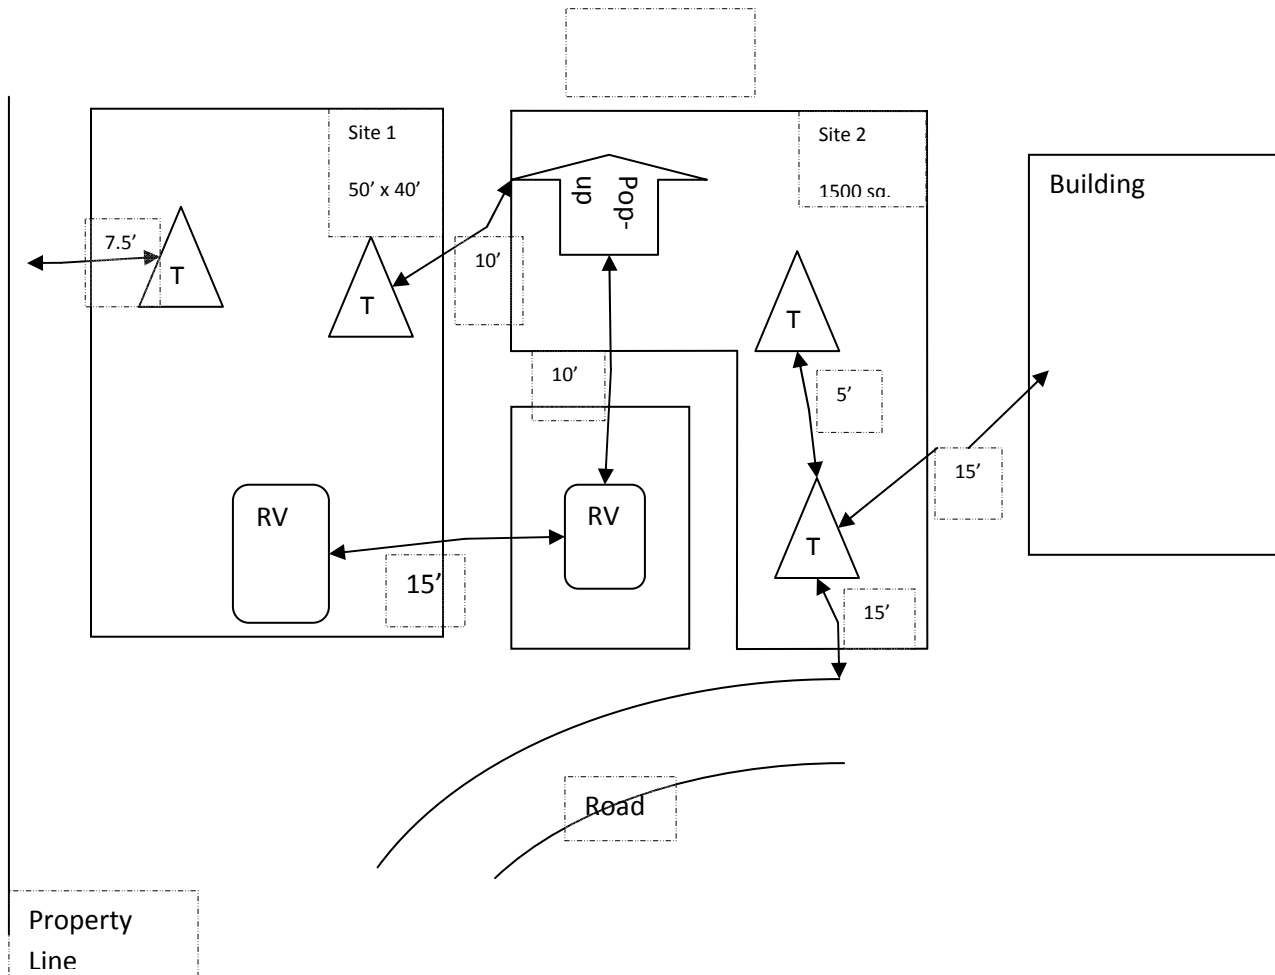 Site 1
50’ x 40’
Site 2
1500 sq.
Building
Pop-
up
7.5’
T
T
10’
T
10’
5’
15’
RV
RV
T
15’
15’
Road
Property
Line